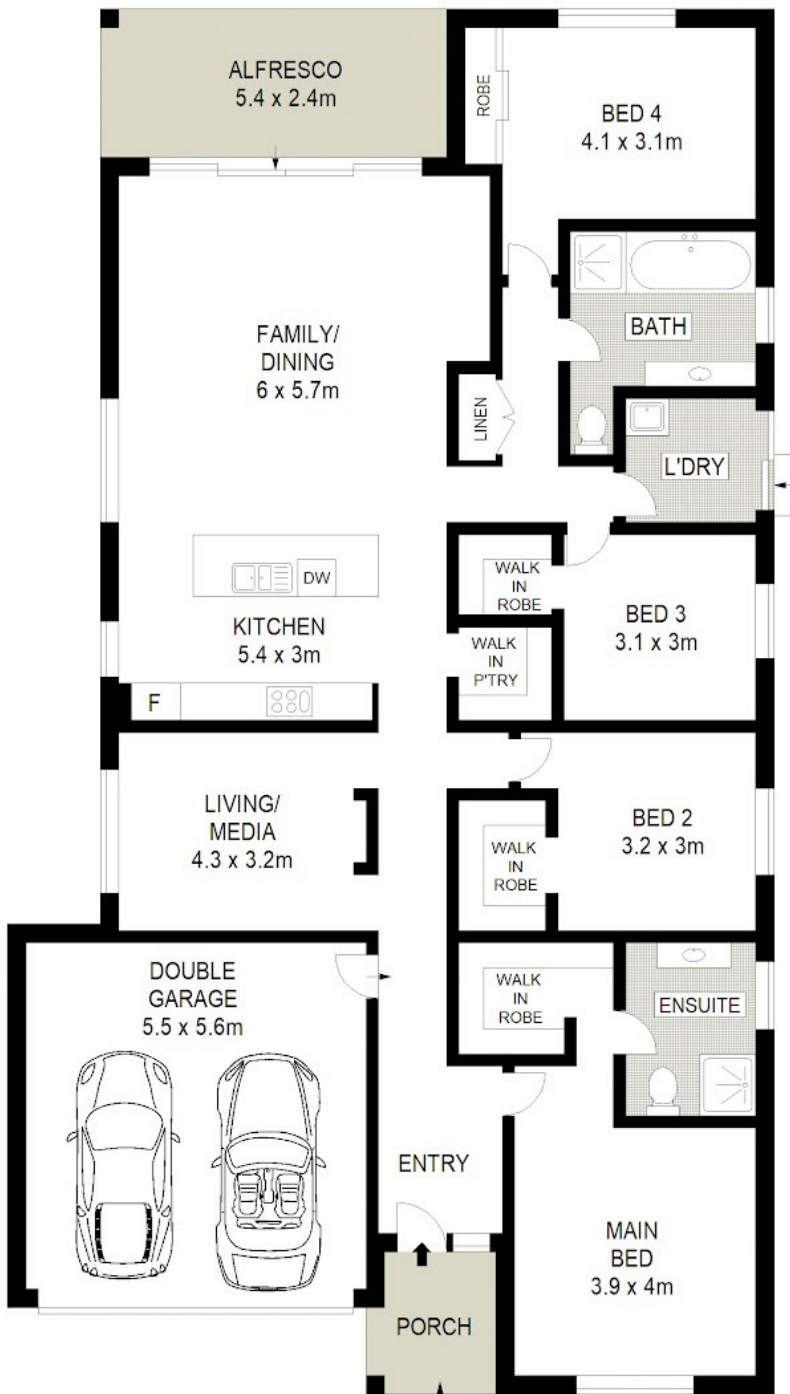 ALFRESCO
5.4 x 2.4m
ROBE
BED 4
4.1 x 3.1m
FAMILY/
DINING
6 x 5.7m
BATH
LINEN
L'DRY
DW
WALK
IN
ROBE
BED 3
3.1 x 3m
KITCHEN
5.4 x 3m
WALK
IN
P'TRY
F
LIVING/
MEDIA
4.3 x 3.2m
BED 2
3.2 x 3m
WALK
IN
ROBE
DOUBLE
GARAGE
5.5 x 5.6m
WALK
IN
ROBE
ENSUITE
ENTRY
MAIN
BED
3.9 x 4m
PORCH